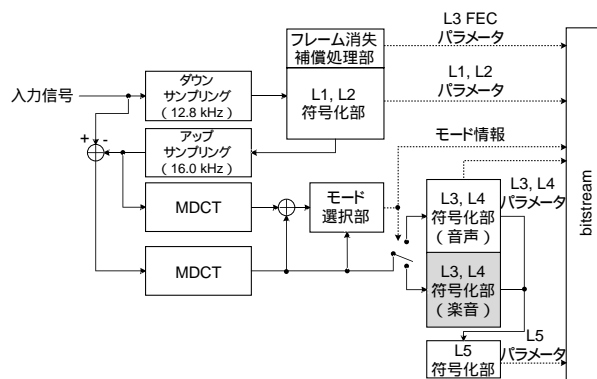 L3 FEC
パラメータ
フレーム消失
補償処理部
入力信号
ダウン
サンプリング
(12.8 kHz)
L1, L2
符号化部
L1, L2
パラメータ
+
-
アップ
サンプリング
(16.0 kHz)
モード情報
MDCT
モード
選択部
L3, L4
符号化部
(音声)
L3, L4
パラメータ
MDCT
L3, L4
符号化部
(楽音)
L5
符号化部
L5
パラメータ
bitstream